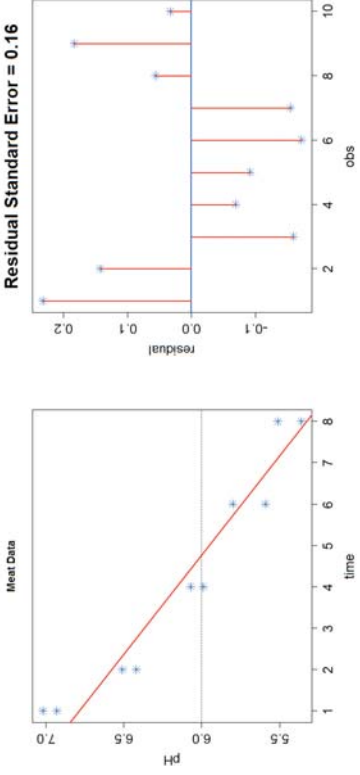 Meat Data
pH
7.0
6.5
6.0
5.5
1 2 3 4 5 6 7 8
time
Residual Standard Error = 0.16
residual
0.2
0.1
0.0
-0.1
2 4 6 8 10
obs